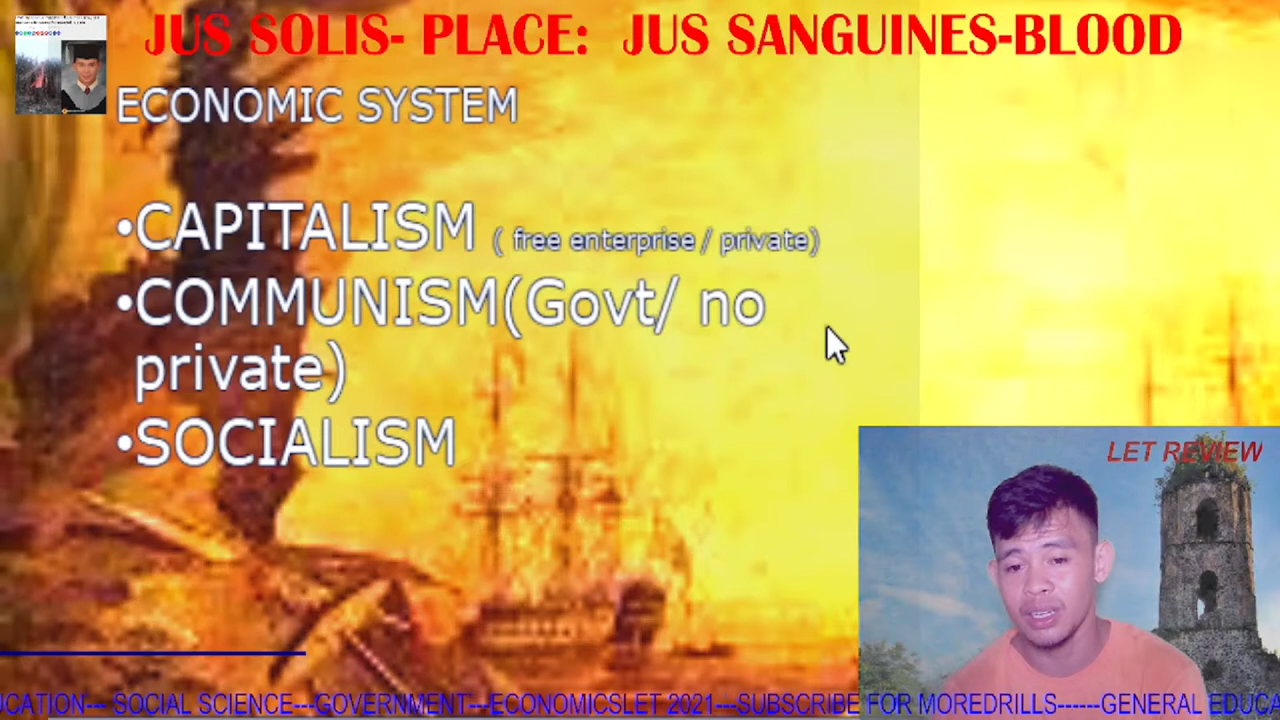 JUS SOLIS- PLACE: JUS SANGUINES-BLOOD
ECONOMIC SYSTEM
•CAPITALISM ( free enterprise / private)
•COMMUNISM(Govt/ no
private)
•SOCIALISM
LET REVIEW
UCATION--- SOCIAL SCIENCE---GOVERNMENT---ECONOMICSLET 2021---SUBSCRIBE FOR MOREDRILLS------GENERAL EDUCA